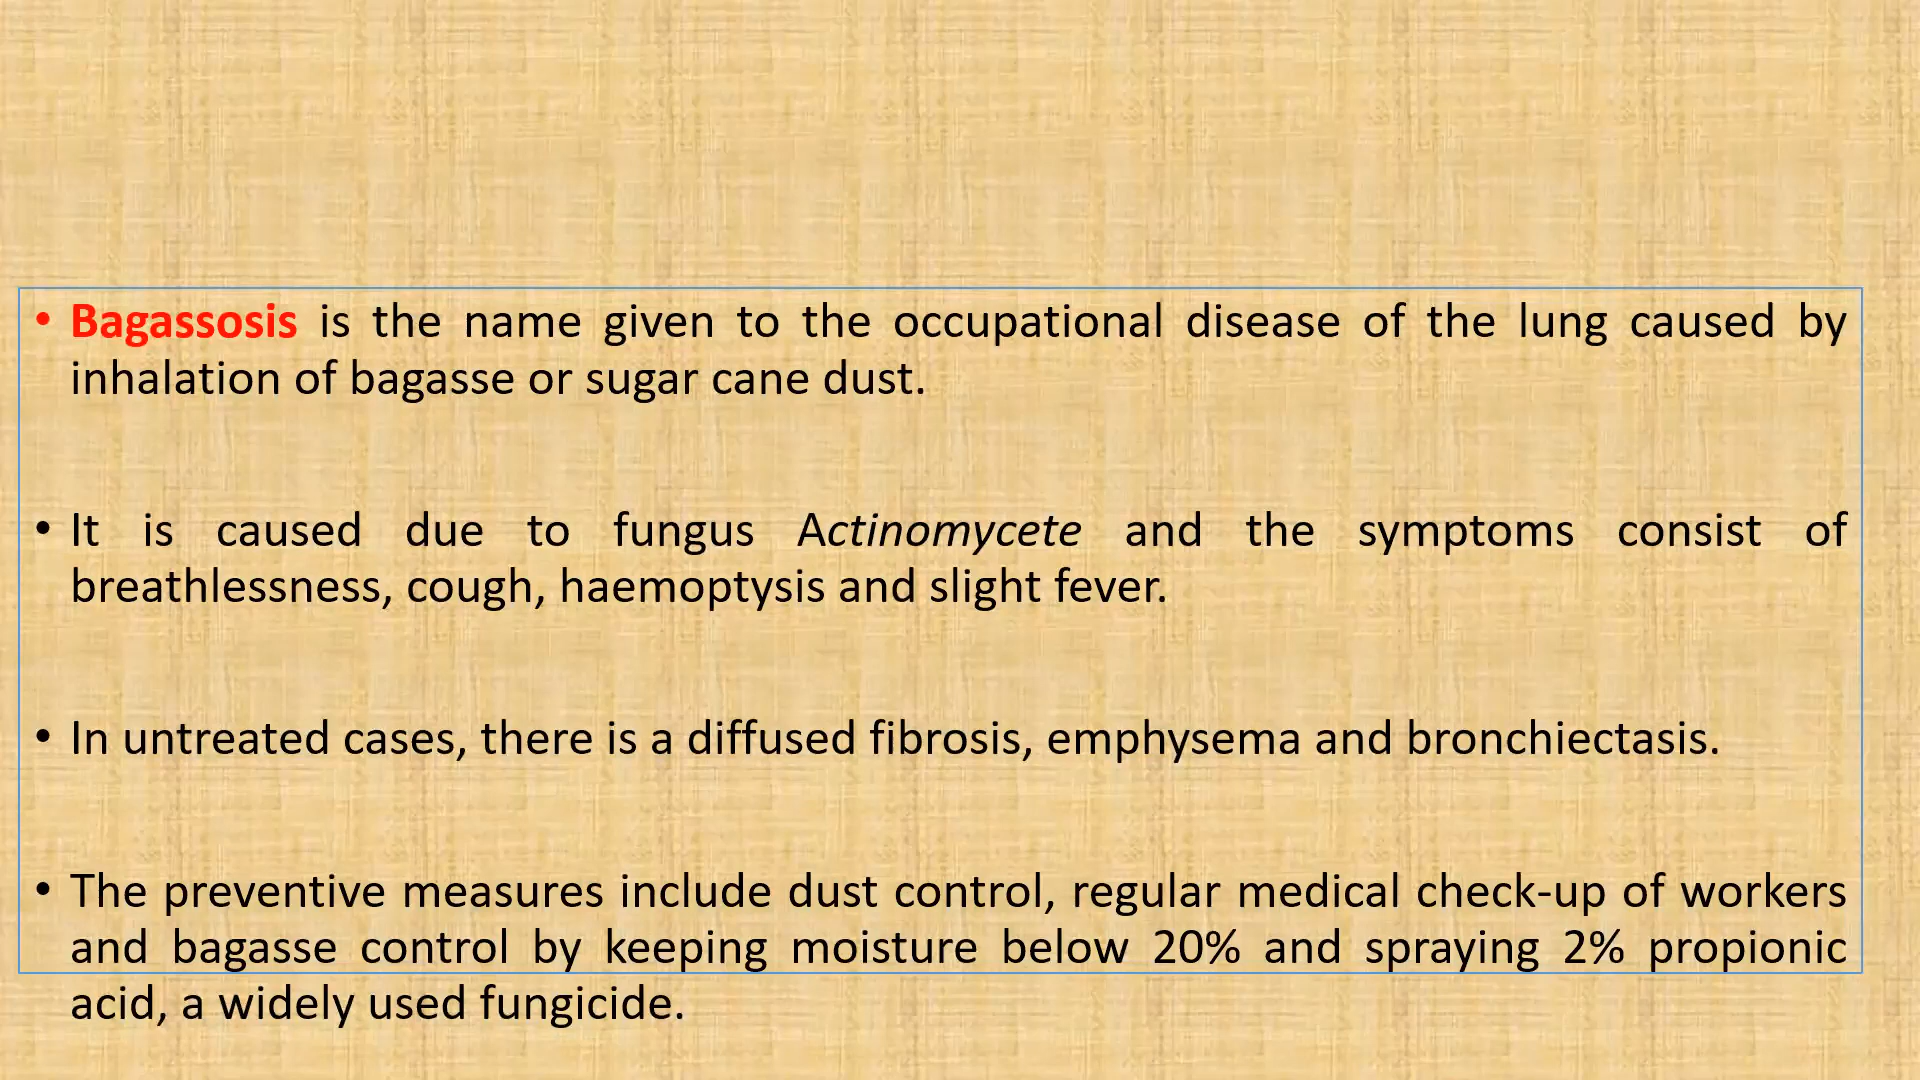 • Bagassosis is the name given to the occupational disease of the lung caused by
inhalation of bagasse or sugar cane dust.
• It is caused due to fungus Actinomycete and the symptoms consist of
breathlessness, cough, haemoptysis and slight fever.
• In untreated cases, there is a diffused fibrosis, emphysema and bronchiectasis.
• The preventive measures include dust control, regular medical check-up of workers
and bagasse control by keeping moisture below 20% and spraying 2% propionic
acid, a widely used fungicide.